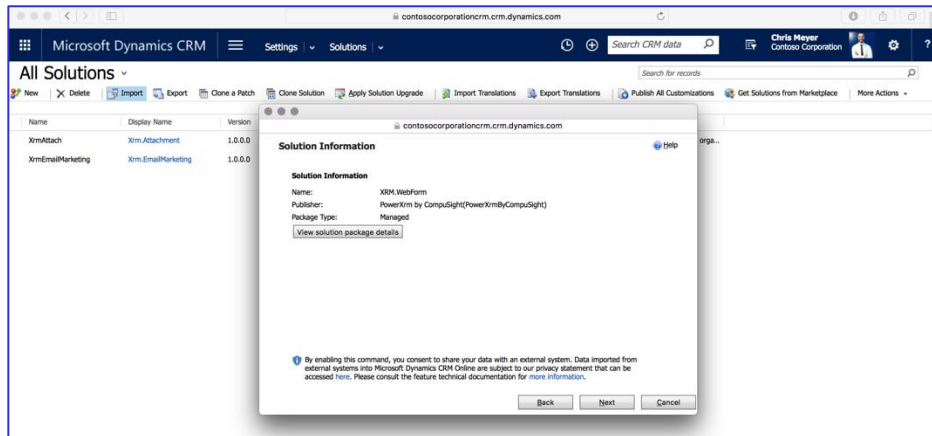 contosocorporationcrm.crm.dynamics.com
Microsoft Dynamics CRM Settings Solutions Search CRM data Chris Meyer
Contoso Corporation ?
All Solutions Search for records
New Delete Import Export Clone a Patch Clone Solution Apply Solution Upgrade Import Translations Export Translations Publish All Customizations Get Solutions from Marketplace More Actions
Name Display Name Version
XrmAttach Xrm.Attachment 1.0.0.0 orga...
XrmEmailMarketing Xrm.EmailMarketing 1.0.0.0
contosocorporationcrm.crm.dynamics.com
Solution Information Help
Solution Information
Name: XRM.WebForm
Publisher: PowerXrm by CompuSight(PowerXrmByCompuSight)
Package Type: Managed
View solution package details
By enabling this command, you consent to share your data with an external system. Data imported from
external systems into Microsoft Dynamics CRM Online are subject to our privacy statement that can be
accessed here. Please consult the feature technical documentation for more information.
Back Next Cancel